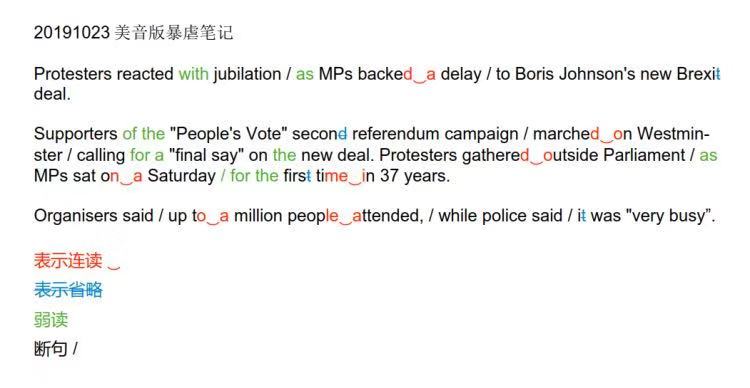 20191023 美音版暴虐笔记
Protesters reacted with jubilation / as MPs backed‿a delay / to Boris Johnson's new Brexit
deal.
Supporters of the "People's Vote" second referendum campaign / marched‿on Westmin-
ster / calling for a "final say" on the new deal. Protesters gathered‿outside Parliament / as
MPs sat on‿a Saturday / for the first time‿in 37 years.
Organisers said / up to‿a million people‿attended, / while police said / it was "very busy”.
表示连读 ‿
表示省略
弱读
断句 /